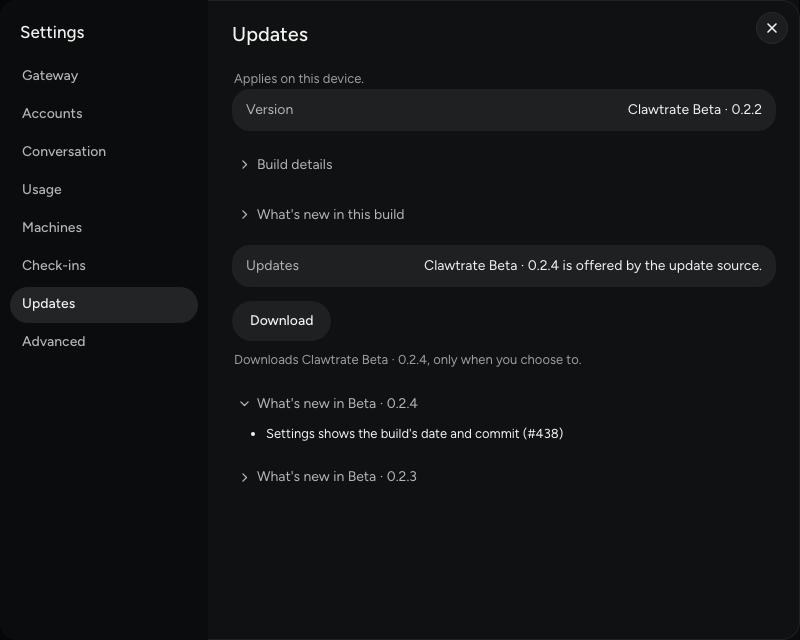 Settings
Gateway
Accounts
Conversation
Usage
Machines
Check-ins
Updates
Advanced
Updates
Applies on this device.
Version Clawtrate Beta · 0.2.2
Build details
What's new in this build
Updates Clawtrate Beta · 0.2.4 is offered by the update source.
Download
Downloads Clawtrate Beta · 0.2.4, only when you choose to.
What's new in Beta · 0.2.4
• Settings shows the build's date and commit (#438)
What's new in Beta · 0.2.3